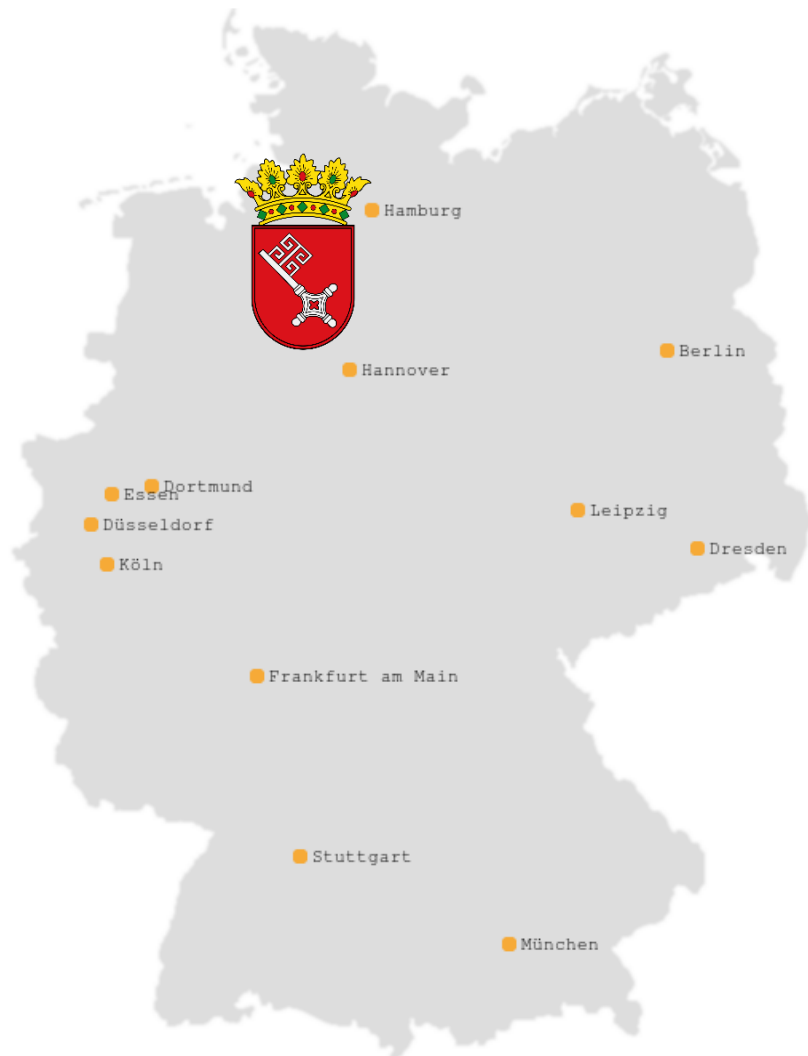 Hamburg
Berlin
Hannover
Dortmund
Essen
Leipzig
Düsseldorf
Dresden
Köln
Frankfurt am Main
Stuttgart
München